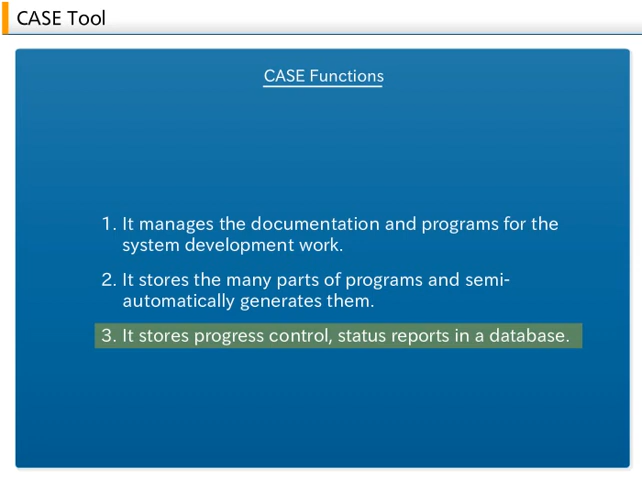 CASE Tool
CASE Functions
1. It manages the documentation and programs for the
system development work.
2. It stores the many parts of programs and semi-
automatically generates them.
3. It stores progress control, status reports in a database.